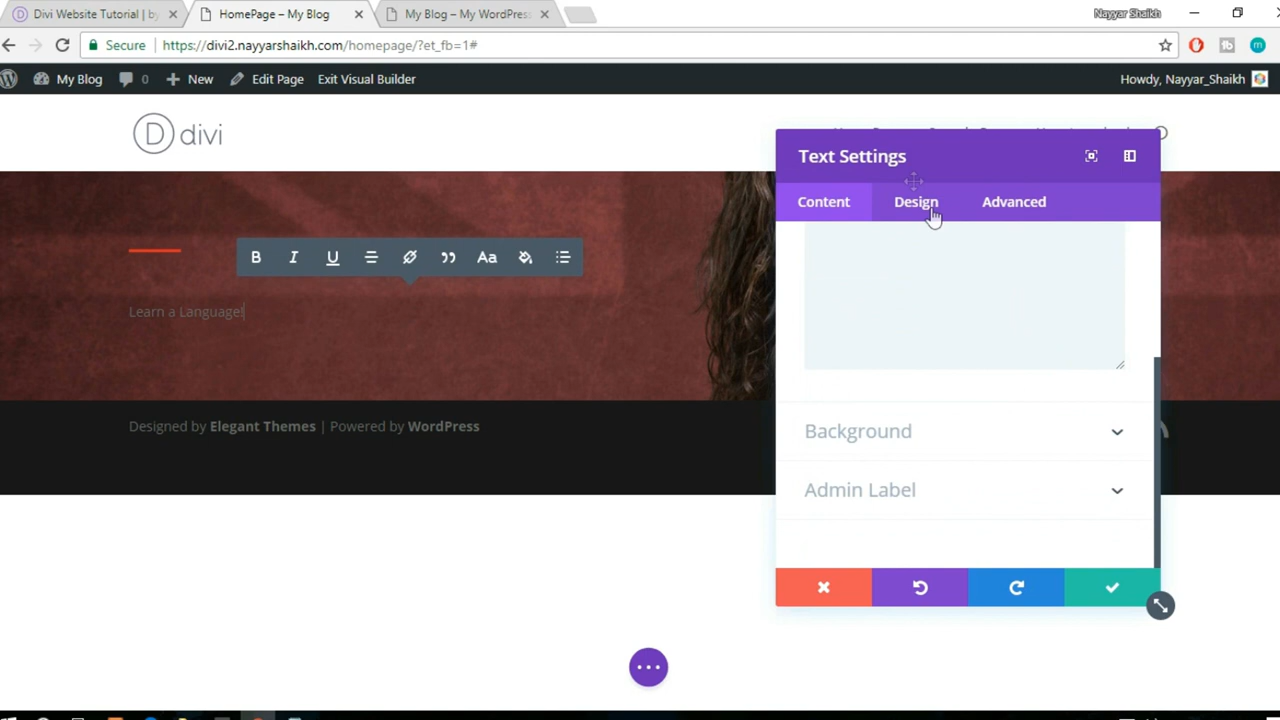 Divi Website Tutorial | by
HomePage – My Blog
My Blog – My WordPress
Nayyar Shaikh
Secure
https://divi2.nayyarshaikh.com/homepage/?et_fb=1#
My Blog
0
New
Edit Page
Exit Visual Builder
Howdy, Nayyar_Shaikh
D divi
Text Settings
Content
Design
Advanced
B I U Aa
Learn a Language!
Background
Designed by Elegant Themes | Powered by WordPress
Admin Label